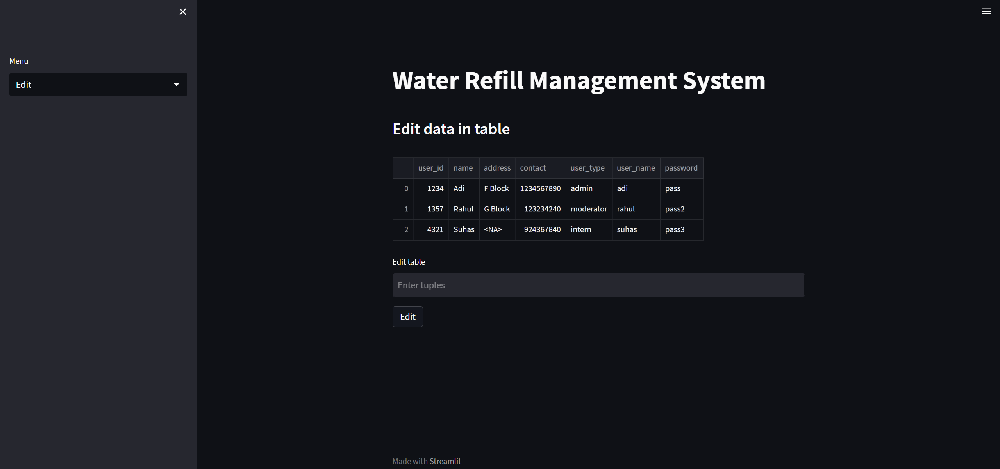 Menu
Edit
Water Refill Management System
Edit data in table
user_id name address contact user_type user_name password
0 1234 Adi F Block 1234567890 admin adi pass
1 1357 Rahul G Block 123234240 moderator rahul pass2
2 4321 Suhas <NA> 924367840 intern suhas pass3
Edit table
Enter tuples
Edit
Made with Streamlit